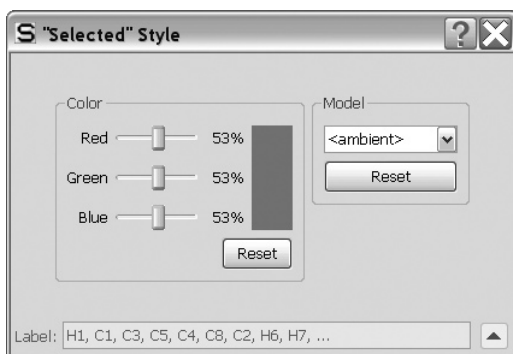 S "Selected" Style
Color
Red 53%
Green 53%
Blue 53%
Reset
Model
<ambient>
Reset
Label: H1, C1, C3, C5, C4, C8, C2, H6, H7, ...